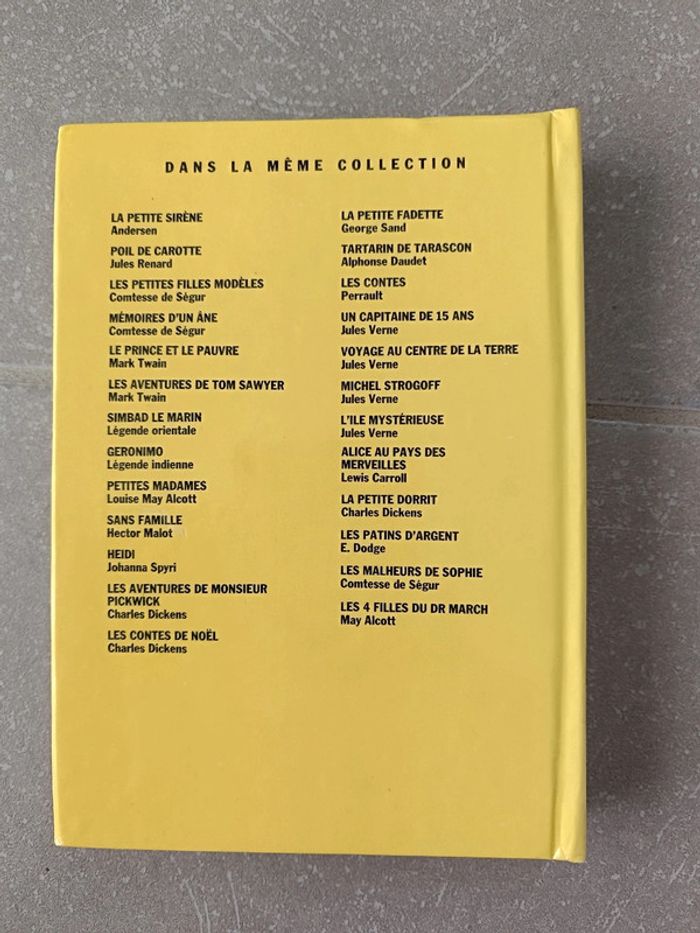 DANS LA MÊME COLLECTION
LA PETITE SIRÈNE
Andersen
POIL DE CAROTTE
Jules Renard
LES PETITES FILLES MODÈLES
Comtesse de Ségur
MÉMOIRES D'UN ÂNE
Comtesse de Ségur
LE PRINCE ET LE PAUVRE
Mark Twain
LES AVENTURES DE TOM SAWYER
Mark Twain
SIMBAD LE MARIN
Légende orientale
GERONIMO
Légende indienne
PETITES MADAMES
Louise May Alcott
SANS FAMILLE
Hector Malot
HEIDI
Johanna Spyri
LES AVENTURES DE MONSIEUR
PICKWICK
Charles Dickens
LES CONTES DE NOËL
Charles Dickens
LA PETITE FADETTE
George Sand
TARTARIN DE TARASCON
Alphonse Daudet
LES CONTES
Perrault
UN CAPITAINE DE 15 ANS
Jules Verne
VOYAGE AU CENTRE DE LA TERRE
Jules Verne
MICHEL STROGOFF
Jules Verne
L'ILE MYSTÉRIEUSE
Jules Verne
ALICE AU PAYS DES
MERVEILLES
Lewis Carroll
LA PETITE DORRIT
Charles Dickens
LES PATINS D'ARGENT
E. Dodge
LES MALHEURS DE SOPHIE
Comtesse de Ségur
LES 4 FILLES DU DR MARCH
May Alcott